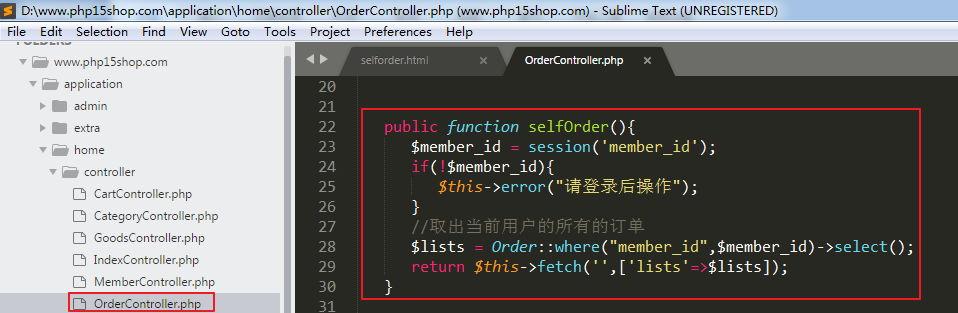 D:\www.php15shop.com\application\home\controller\OrderController.php (www.php15shop.com) - Sublime Text (UNREGISTERED)
File Edit Selection Find View Goto Tools Project Preferences Help
FOLDERS
www.php15shop.com
application
admin
extra
home
controller
CartController.php
CategoryController.php
GoodsController.php
IndexController.php
MemberController.php
OrderController.php
selforder.html × OrderController.php ×
20
21
22 public function selfOrder(){
23 $member_id = session('member_id');
24 if(!$member_id){
25 $this->error("请登录后操作");
26 }
27 //取出当前用户的所有的订单
28 $lists = Order::where("member_id",$member_id)->select();
29 return $this->fetch('',['lists'=>$lists]);
30 }
31